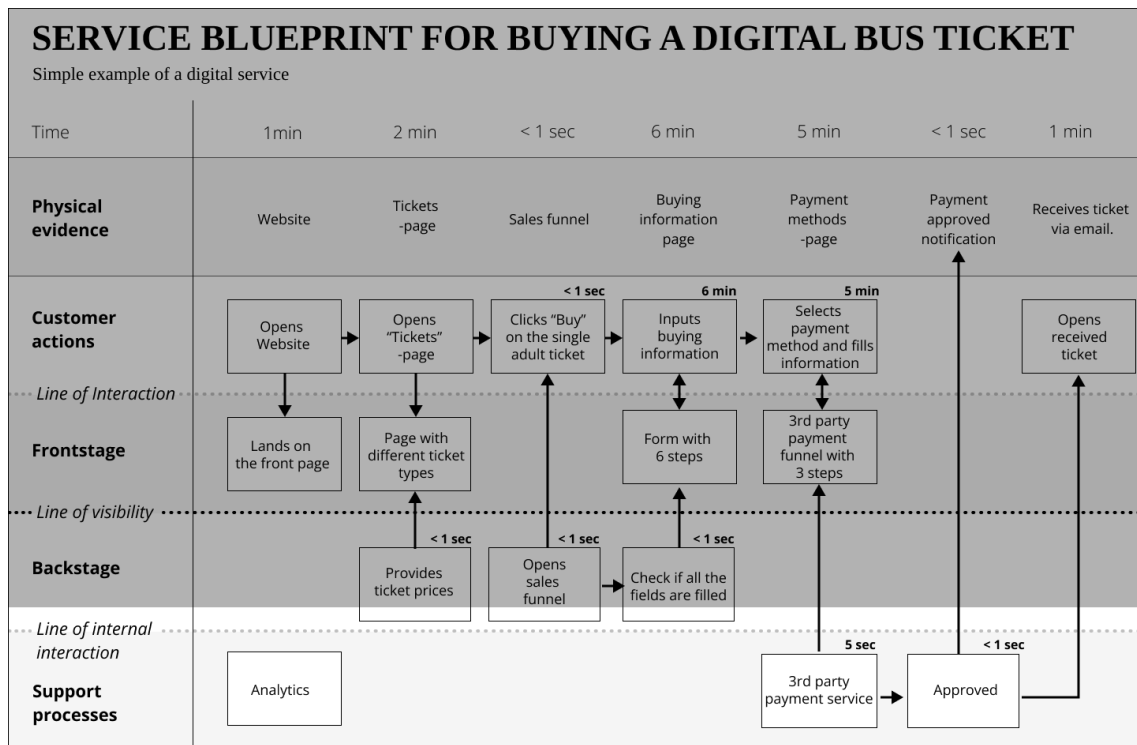 SERVICE BLUEPRINT FOR BUYING A DIGITAL BUS TICKET
Simple example of a digital service
Time
1min
2 min
< 1 sec
6 min
5 min
< 1 sec
1 min
Physical
evidence
Website
Tickets
-page
Sales funnel
Buying
information
page
Payment
methods
-page
Payment
approved
notification
Receives ticket
via email.
Customer
actions
Opens
Website
Opens
“Tickets”
-page
< 1 sec
Clicks “Buy”
on the single
adult ticket
6 min
Inputs
buying
information
5 min
Selects
payment
method and fills
information
Opens
received
ticket
Line of Interaction
Frontstage
Lands on
the front page
Page with
different ticket
types
Form with
6 steps
3rd party
payment
funnel with
3 steps
Line of visibility
Backstage
< 1 sec
Provides
ticket prices
< 1 sec
Opens
sales
funnel
< 1 sec
Check if all the
fields are filled
Line of internal
interaction
Support
processes
Analytics
5 sec
3rd party
payment service
< 1 sec
Approved